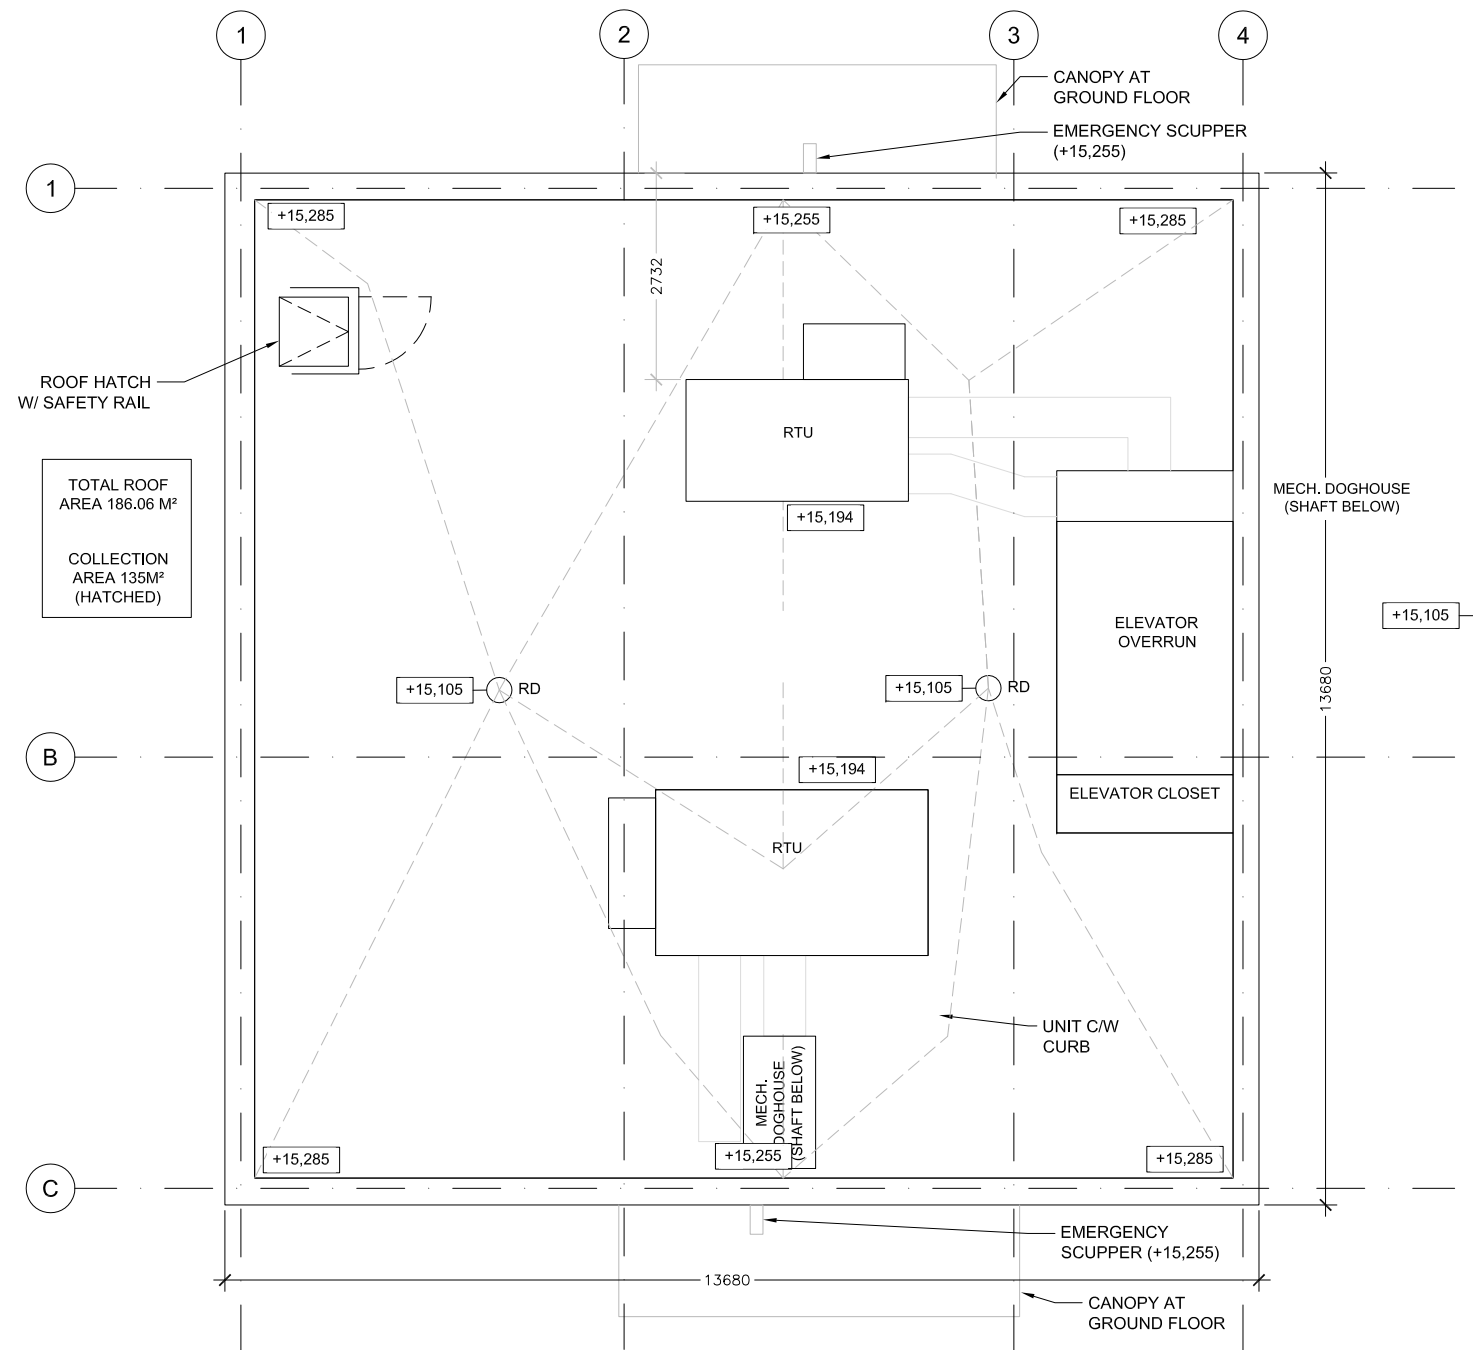 1
2
3
4
CANOPY AT
GROUND FLOOR
EMERGENCY SCUPPER
(+15,255)
1
+15,285
+15,255
+15,285
2732
ROOF HATCH
W/ SAFETY RAIL
RTU
TOTAL ROOF
AREA 186.06 M²
COLLECTION
AREA 135M²
(HATCHED)
+15,194
MECH. DOGHOUSE
(SHAFT BELOW)
ELEVATOR
OVERRUN
+15,105
+15,105
RD
+15,105
RD
13680
B
+15,194
ELEVATOR CLOSET
RTU
UNIT C/W
CURB
MECH.
DOGHOUSE
(SHAFT BELOW)
+15,285
+15,255
+15,285
C
EMERGENCY
SCUPPER (+15,255)
13680
CANOPY AT
GROUND FLOOR